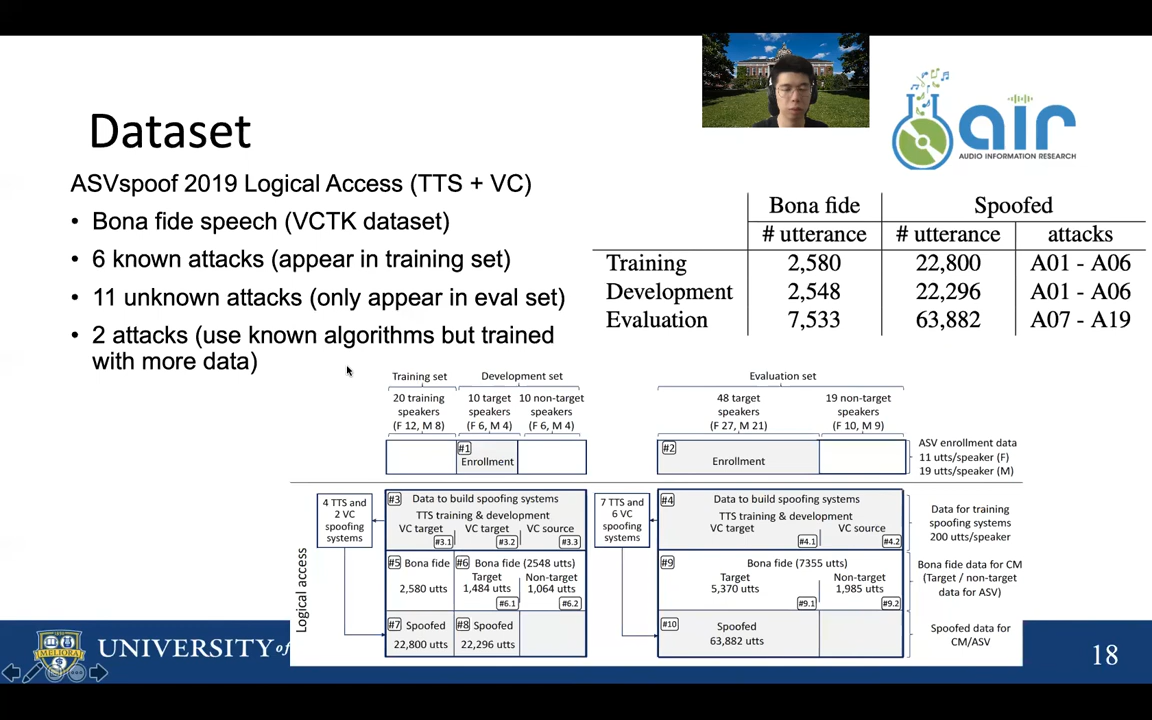 Dataset
air
AUDIO INFORMATION RESEARCH
ASVspoof 2019 Logical Access (TTS + VC)
• Bona fide speech (VCTK dataset)
• 6 known attacks (appear in training set)
• 11 unknown attacks (only appear in eval set)
• 2 attacks (use known algorithms but trained
with more data)
Bona fide Spoofed
# utterance # utterance attacks
Training 2,580 22,800 A01 - A06
Development 2,548 22,296 A01 - A06
Evaluation 7,533 63,882 A07 - A19
Training set Development set Evaluation set
20 training 10 target 10 non-target 48 target 19 non-target
speakers speakers speakers speakers speakers
(F 12, M 8) (F 6, M 4) (F 6, M 4) (F 27, M 21) (F 10, M 9)
#1 #2
Enrollment Enrollment
ASV enrollment data
11 utts/speaker (F)
19 utts/speaker (M)
Logical access
4 TTS and
2 VC
spoofing
systems
#3 Data to build spoofing systems
TTS training & development
VC target VC target VC source
#3.1 #3.2 #3.3
7 TTS and
6 VC
spoofing
systems
#4 Data to build spoofing systems
TTS training & development
VC target VC source
#4.1 #4.2
Data for training
spoofing systems
200 utts/speaker
#5 Bona fide #6 Bona fide (2548 utts)
Target Non-target
2,580 utts 1,484 utts 1,064 utts
#6.1 #6.2
#9 Bona fide (7355 utts)
Target Non-target
5,370 utts 1,985 utts
#9.1 #9.2
Bona fide data for CM
(Target / non-target
data for ASV)
#7 Spoofed #8 Spoofed
22,800 utts 22,296 utts
#10 Spoofed
63,882 utts
Spoofed data for
CM/ASV
MELIORA
UNIVERSITY of
18